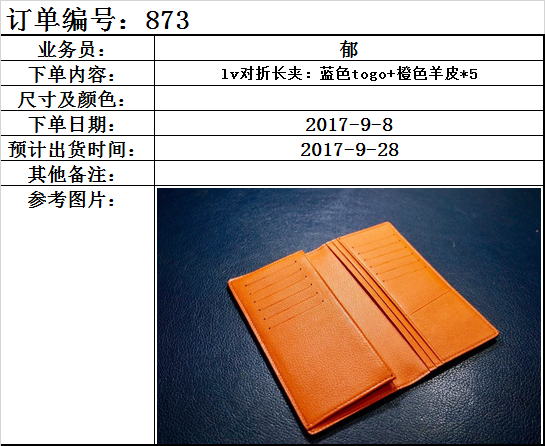 订单编号：873
业务员： 郁
下单内容： lv对折长夹：蓝色togo+橙色羊皮*5
尺寸及颜色：
下单日期： 2017-9-8
预计出货时间： 2017-9-28
其他备注：
参考图片：